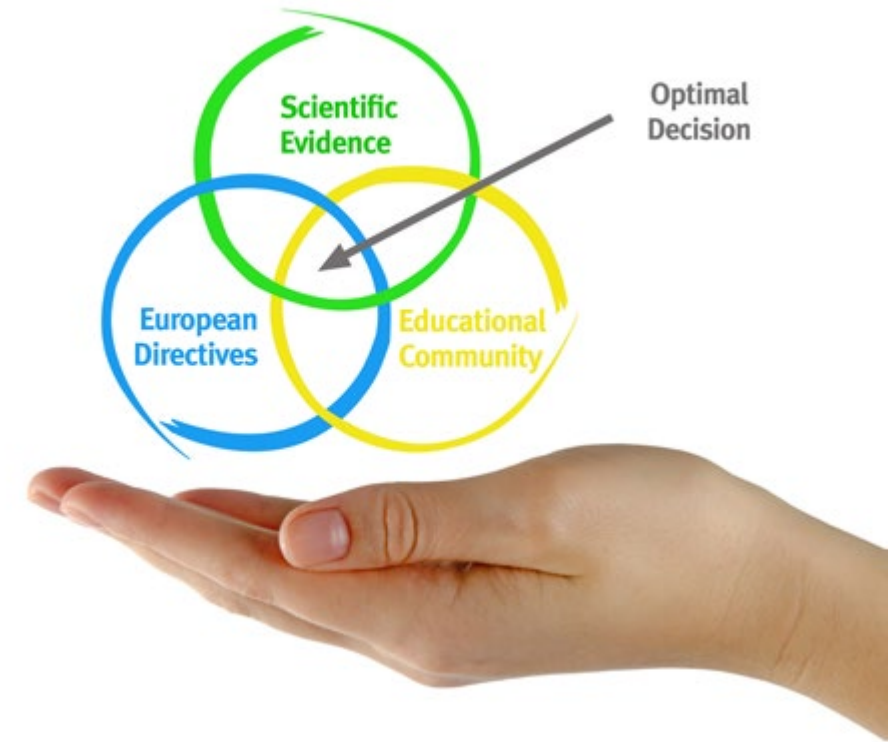 Scientific
Evidence
Optimal
Decision
European
Directives
Educational
Community